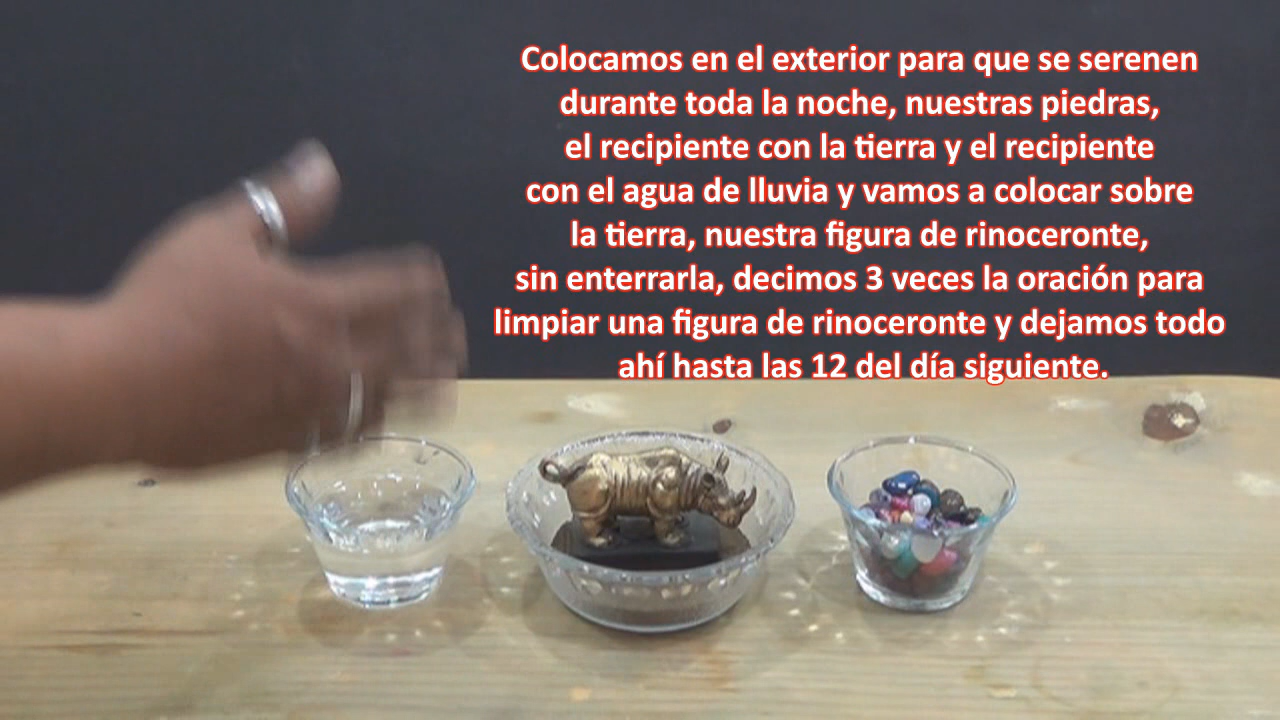 Colocamos en el exterior para que se serenen
durante toda la noche, nuestras piedras,
el recipiente con la tierra y el recipiente
con el agua de lluvia y vamos a colocar sobre
la tierra, nuestra figura de rinoceronte,
sin enterrarla, decimos 3 veces la oración para
limpiar una figura de rinoceronte y dejamos todo
ahí hasta las 12 del día siguiente.